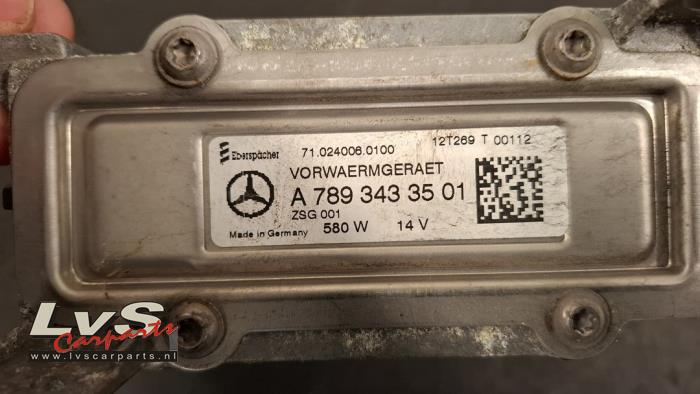 Eberspächer
71.024006.0100
12T269 T 00112
VORWAERMGERAET
A 789 343 35 01
ZSG 001
Made in Germany
580 W 14 V
LvS
Carparts
www.lvscarparts.nl